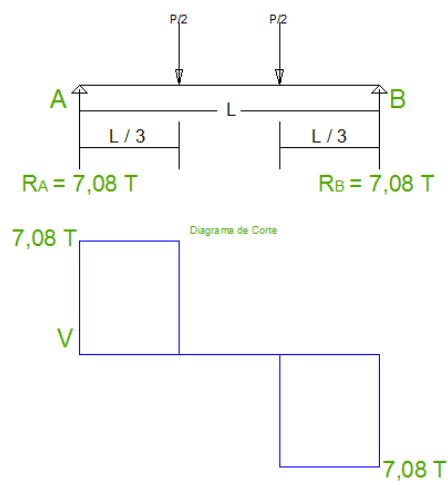 P/2 P/2
A B
L
L / 3 L / 3
RA = 7,08 T RB = 7,08 T
7,08 T Diagrama de Corte
V
7,08 T